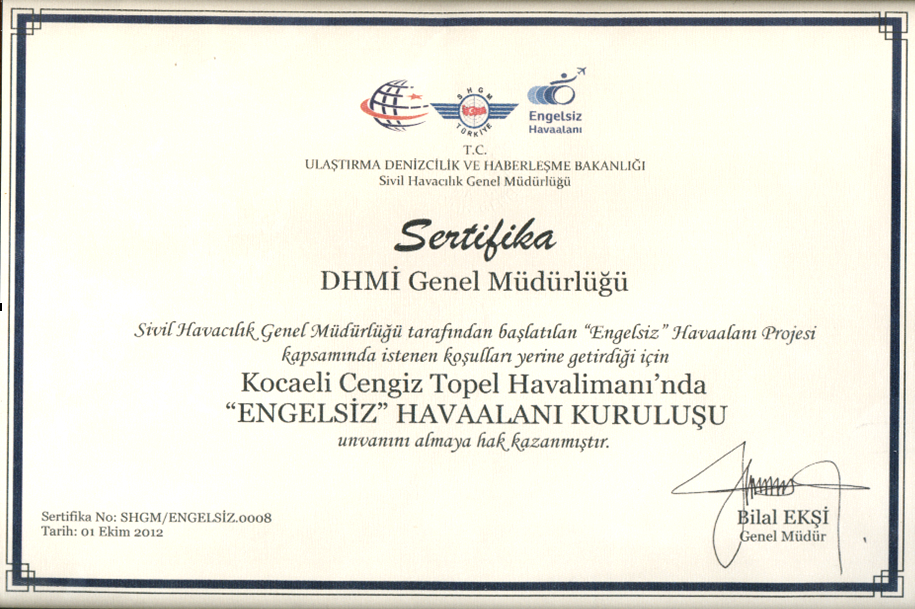 SHGM
TÜRKİYE
Engelsiz
Havaalanı
T.C.
ULAŞTIRMA DENİZCİLİK VE HABERLEŞME BAKANLIĞI
Sivil Havacılık Genel Müdürlüğü
Sertifika
DHMİ Genel Müdürlüğü
Sivil Havacılık Genel Müdürlüğü tarafından başlatılan “Engelsiz” Havaalanı Projesi
kapsamında istenen koşulları yerine getirdiği için
Kocaeli Cengiz Topel Havalimanı’nda
“ENGELSİZ” HAVAALANI KURULUŞU
unvanını almaya hak kazanmıştır.
Sertifika No: SHGM/ENGELSİZ.0008
Tarih: 01 Ekim 2012
Bilal EKŞİ
Genel Müdür